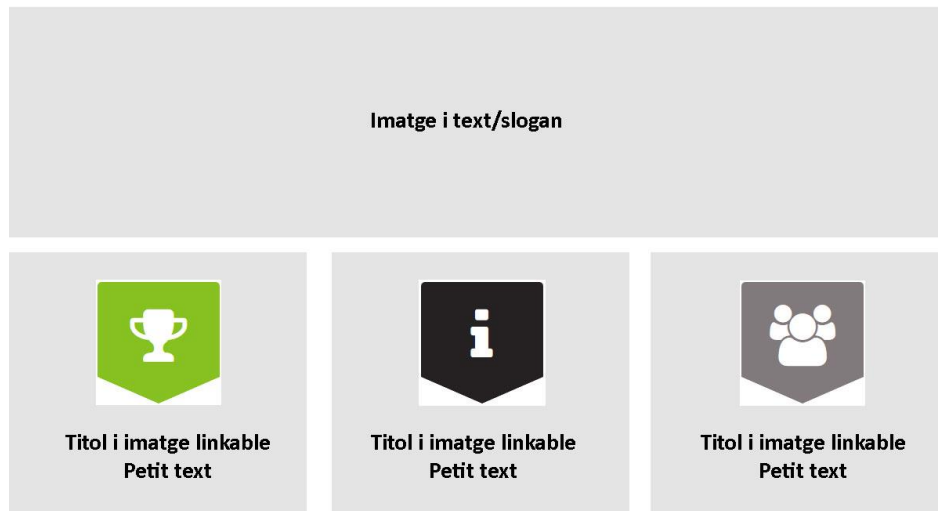 Imatge i text/slogan
Titol i imatge linkable
Petit text
Titol i imatge linkable
Petit text
Titol i imatge linkable
Petit text